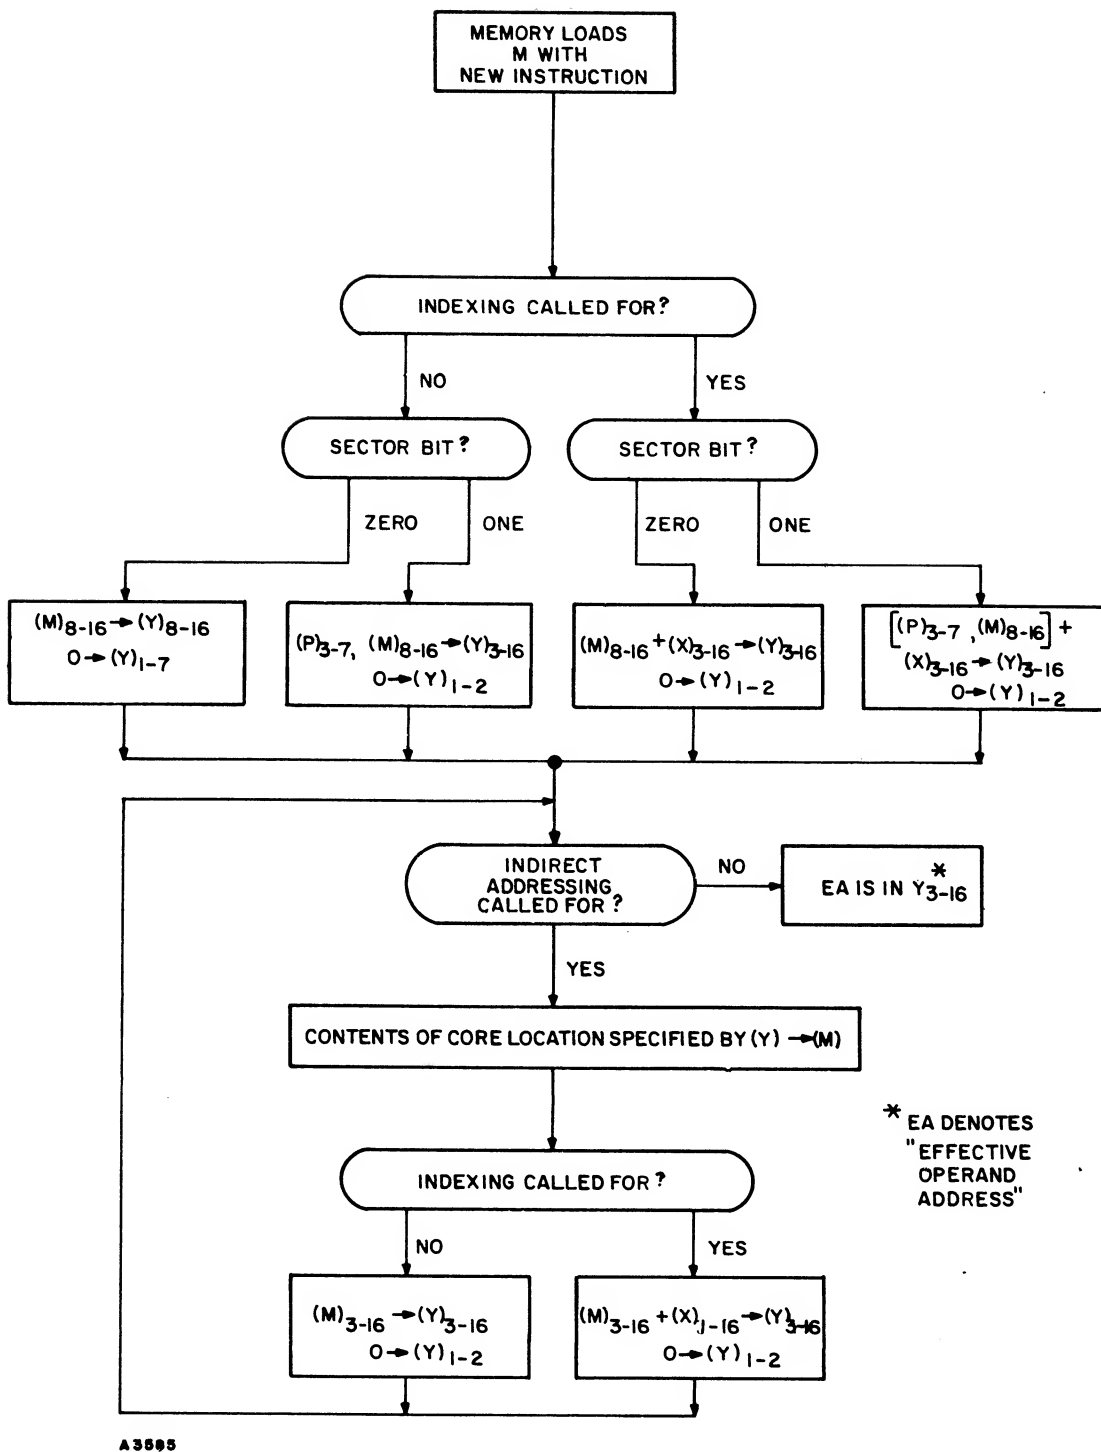 MEMORY LOADS
M WITH
NEW INSTRUCTION
INDEXING CALLED FOR?
NO
YES
SECTOR BIT?
SECTOR BIT?
ZERO
ONE
ZERO
ONE
(M)8-16 → (Y)8-16
0 → (Y)1-7
(P)3-7, (M)8-16 → (Y)3-16
0 → (Y)1-2
(M)8-16 + (X)3-16 → (Y)3-16
0 → (Y)1-2
[(P)3-7, (M)8-16] +
(X)3-16 → (Y)3-16
0 → (Y)1-2
INDIRECT
ADDRESSING
CALLED FOR?
NO
EA IS IN Y3-16*
YES
CONTENTS OF CORE LOCATION SPECIFIED BY (Y) → (M)
* EA DENOTES
"EFFECTIVE
OPERAND
ADDRESS"
INDEXING CALLED FOR?
NO
YES
(M)3-16 → (Y)3-16
0 → (Y)1-2
(M)3-16 + (X)1-16 → (Y)3-16
0 → (Y)1-2
A3585